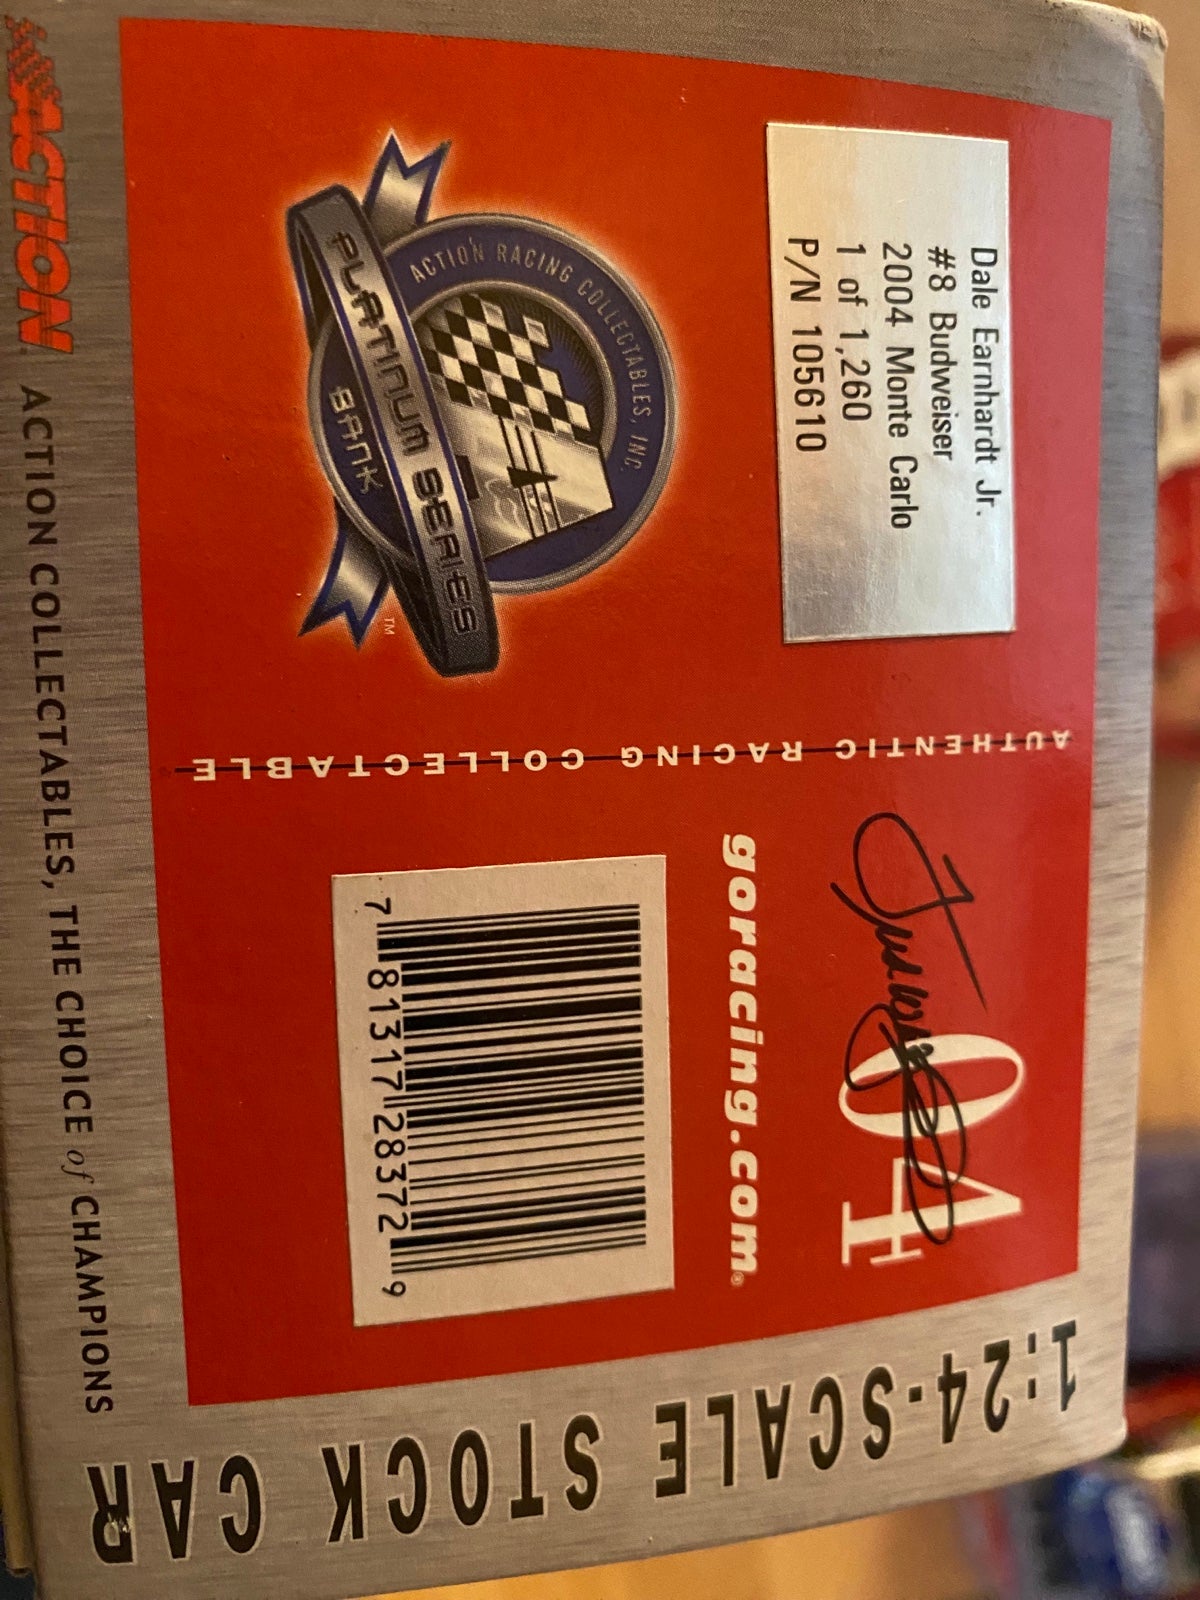 Dale Earnhardt Jr.
#8 Budweiser
2004 Monte Carlo
1 of 1,260
P/N 105610
ACTION RACING COLLECTABLES, INC.
PLATINUM SERIES
BANK
TM
AUTHENTIC RACING COLLECTABLE
04
goracing.com®
7 81317 28372 9
1:24-SCALE STOCK CAR
ACTION
ACTION COLLECTABLES, THE CHOICE of CHAMPIONS